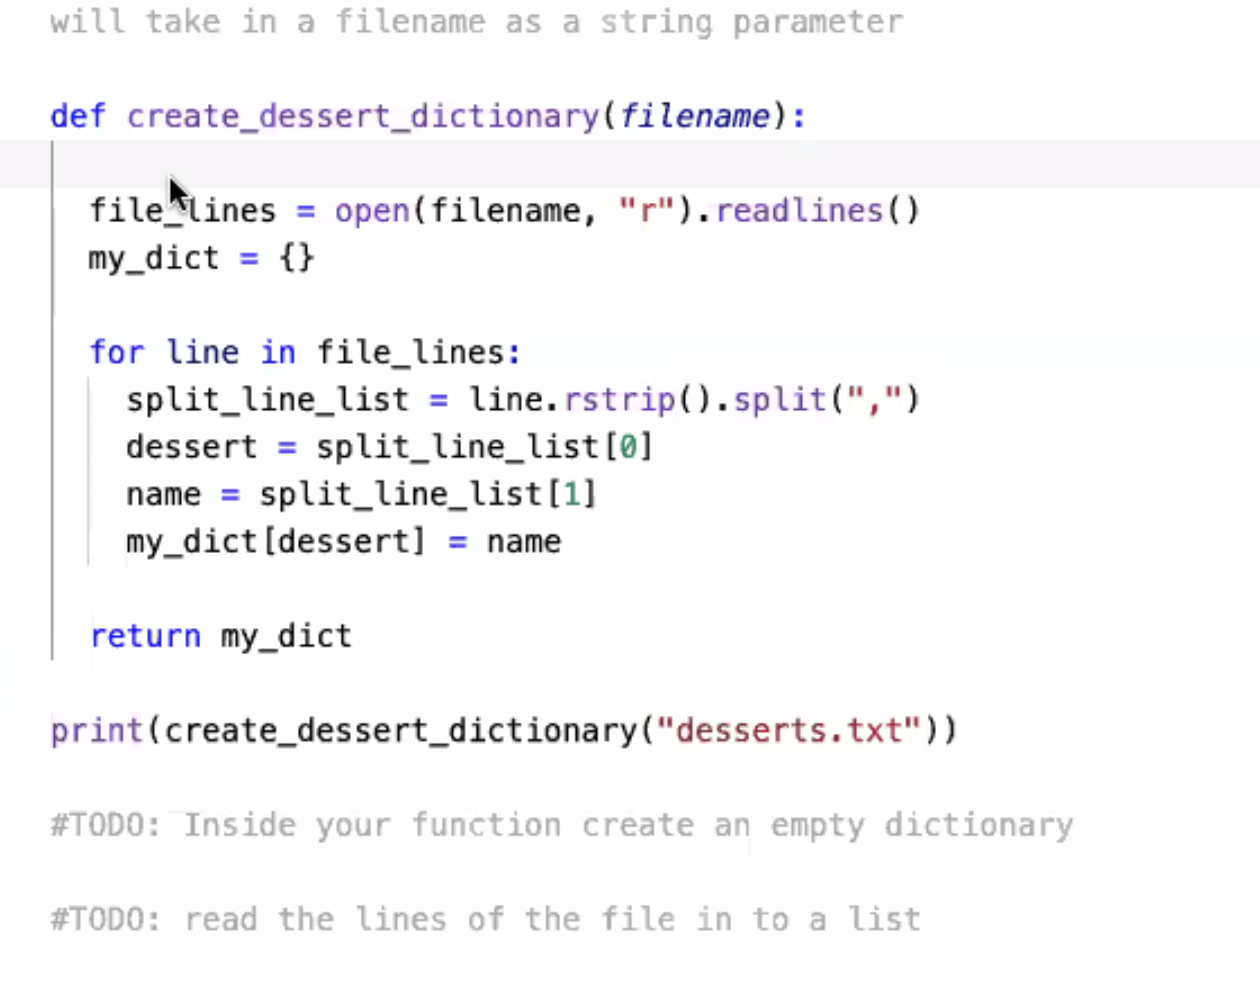 will take in a filename as a string parameter
def create_dessert_dictionary(filename):
file_lines = open(filename, "r").readlines()
my_dict = {}
for line in file_lines:
split_line_list = line.rstrip().split(",")
dessert = split_line_list[0]
name = split_line_list[1]
my_dict[dessert] = name
return my_dict
print(create_dessert_dictionary("desserts.txt"))
#TODO: Inside your function create an empty dictionary
#TODO: read the lines of the file in to a list